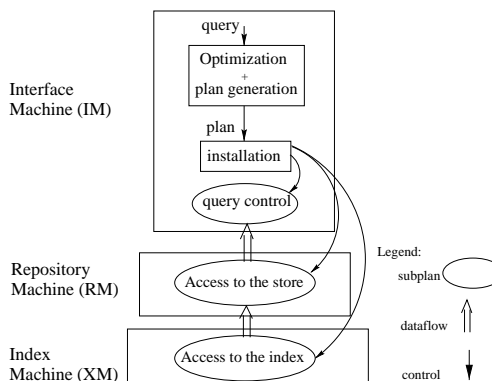 query
Optimization
+
plan generation
plan
installation
query control
Interface
Machine (IM)
Repository
Machine (RM)
Access to the store
Index
Machine (XM)
Access to the index
Legend:
subplan
dataflow
control